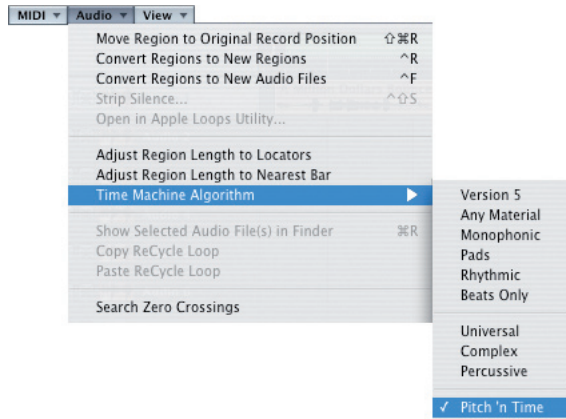 MIDI Audio View
Move Region to Original Record Position ⇧⌘R
Convert Regions to New Regions ^R
Convert Regions to New Audio Files ^F
Strip Silence... ^⇧S
Open in Apple Loops Utility...
Adjust Region Length to Locators
Adjust Region Length to Nearest Bar
Time Machine Algorithm
Show Selected Audio File(s) in Finder ⌘R
Copy ReCycle Loop
Paste ReCycle Loop
Search Zero Crossings
Version 5
Any Material
Monophonic
Pads
Rhythmic
Beats Only
Universal
Complex
Percussive
✓ Pitch 'n Time